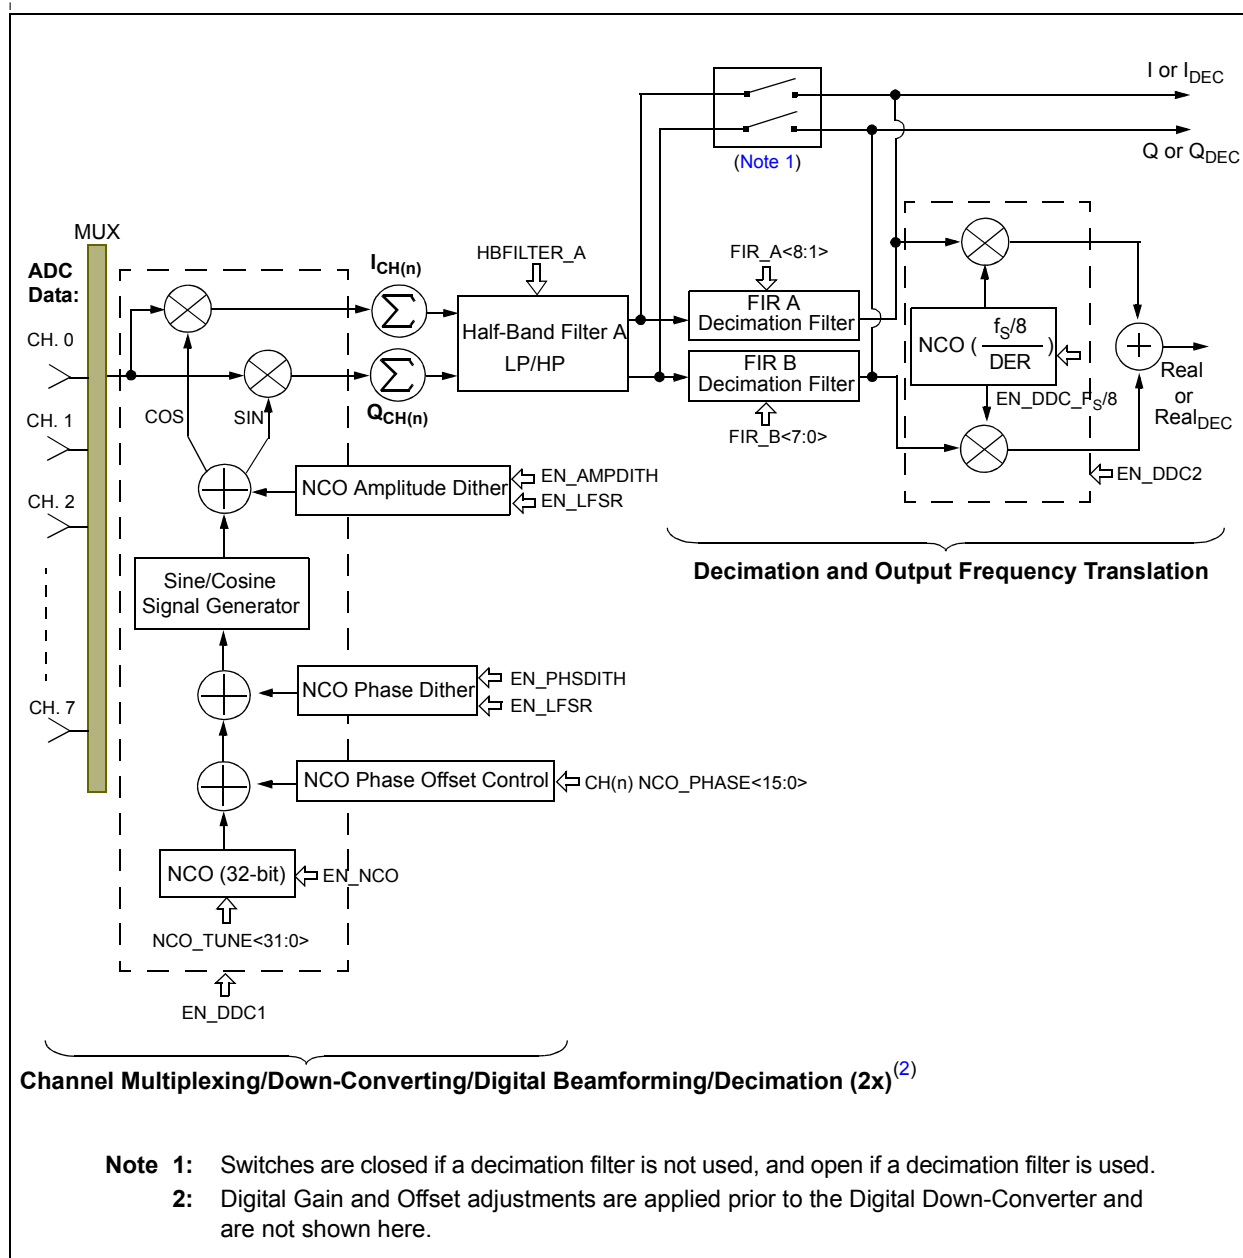 I or IDEC
Q or QDEC
(Note 1)
MUX
ADC
Data:
CH. 0
CH. 1
CH. 2
CH. 7
COS
SIN
ICH(n)
QCH(n)
HBFILTER_A
Half-Band Filter A
LP/HP
FIR_A<8:1>
FIR A
Decimation Filter
FIR B
Decimation Filter
FIR_B<7:0>
NCO ( fS/8 / DER )
EN_DDC_FS/8
EN_DDC2
Real
or
RealDEC
Decimation and Output Frequency Translation
NCO Amplitude Dither
EN_AMPDITH
EN_LFSR
Sine/Cosine
Signal Generator
NCO Phase Dither
EN_PHSDITH
EN_LFSR
NCO Phase Offset Control
CH(n) NCO_PHASE<15:0>
NCO (32-bit)
EN_NCO
NCO_TUNE<31:0>
EN_DDC1
Channel Multiplexing/Down-Converting/Digital Beamforming/Decimation (2x)(2)
Note 1: Switches are closed if a decimation filter is not used, and open if a decimation filter is used.
2: Digital Gain and Offset adjustments are applied prior to the Digital Down-Converter and
are not shown here.